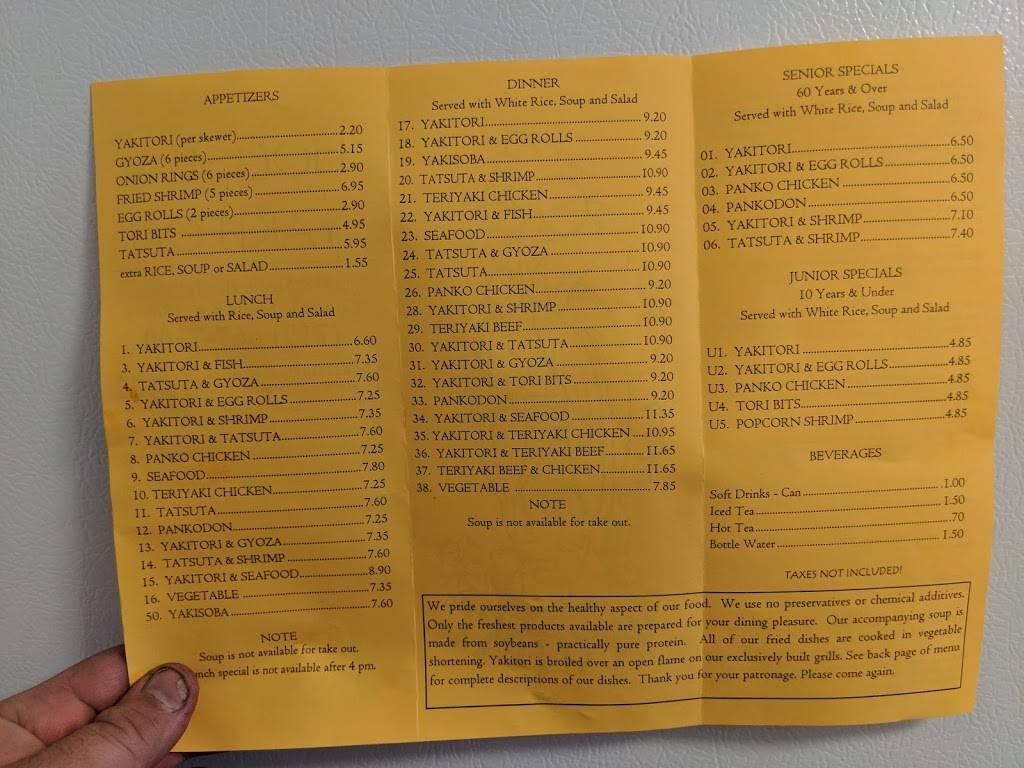 APPETIZERS
YAKITORI (per skewer)..........2.20
GYOZA (6 pieces)..........5.15
ONION RINGS (6 pieces)..........2.90
FRIED SHRIMP (5 pieces)..........6.95
EGG ROLLS (2 pieces)..........2.90
TORI BITS ..........4.95
TATSUTA..........5.95
extra RICE, SOUP or SALAD..........1.55
LUNCH
Served with Rice, Soup and Salad
1. YAKITORI..........6.60
3. YAKITORI & FISH..........7.35
4. TATSUTA & GYOZA..........7.60
5. YAKITORI & EGG ROLLS..........7.25
6. YAKITORI & SHRIMP..........7.35
7. YAKITORI & TATSUTA..........7.60
8. PANKO CHICKEN..........7.25
9. SEAFOOD..........7.80
10. TERIYAKI CHICKEN..........7.25
11. TATSUTA..........7.60
12. PANKODON..........7.25
13. YAKITORI & GYOZA..........7.35
14. TATSUTA & SHRIMP..........7.60
15. YAKITORI & SEAFOOD..........8.90
16. VEGETABLE ..........7.35
50. YAKISOBA..........7.60
NOTE
Soup is not available for take out.
special is not available after 4 pm.
DINNER
Served with White Rice, Soup and Salad
17. YAKITORI..........9.20
18. YAKITORI & EGG ROLLS..........9.20
19. YAKISOBA..........9.45
20. TATSUTA & SHRIMP..........10.90
21. TERIYAKI CHICKEN..........9.45
22. YAKITORI & FISH..........9.45
23. SEAFOOD..........10.90
24. TATSUTA & GYOZA..........10.90
25. TATSUTA..........10.90
26. PANKO CHICKEN..........9.20
28. YAKITORI & SHRIMP..........10.90
29. TERIYAKI BEEF..........10.90
30. YAKITORI & TATSUTA..........10.90
31. YAKITORI & GYOZA..........9.20
32. YAKITORI & TORI BITS..........9.20
33. PANKODON..........9.20
34. YAKITORI & SEAFOOD..........11.35
35. YAKITORI & TERIYAKI CHICKEN....10.95
36. YAKITORI & TERIYAKI BEEF..........11.65
37. TERIYAKI BEEF & CHICKEN..........11.65
38. VEGETABLE ..........7.85
NOTE
Soup is not available for take out.
SENIOR SPECIALS
60 Years & Over
Served with White Rice, Soup and Salad
01. YAKITORI..........6.50
02. YAKITORI & EGG ROLLS..........6.50
03. PANKO CHICKEN ..........6.50
04. PANKODON..........6.50
05. YAKITORI & SHRIMP..........7.10
06. TATSUTA & SHRIMP..........7.40
JUNIOR SPECIALS
10 Years & Under
Served with White Rice, Soup and Salad
U1. YAKITORI ..........4.85
U2. YAKITORI & EGG ROLLS..........4.85
U3. PANKO CHICKEN ..........4.85
U4. TORI BITS..........4.85
U5. POPCORN SHRIMP..........4.85
BEVERAGES
Soft Drinks - Can..........1.00
Iced Tea..........1.50
Hot Tea..........70
Bottle Water..........1.50
TAXES NOT INCLUDED!
We pride ourselves on the healthy aspect of our food. We use no preservatives or chemical additives.
Only the freshest products available are prepared for your dining pleasure. Our accompanying soup is
made from soybeans - practically pure protein. All of our fried dishes are cooked in vegetable
shortening. Yakitori is broiled over an open flame on our exclusively built grills. See back page of menu
for complete descriptions of our dishes. Thank you for your patronage. Please come again.